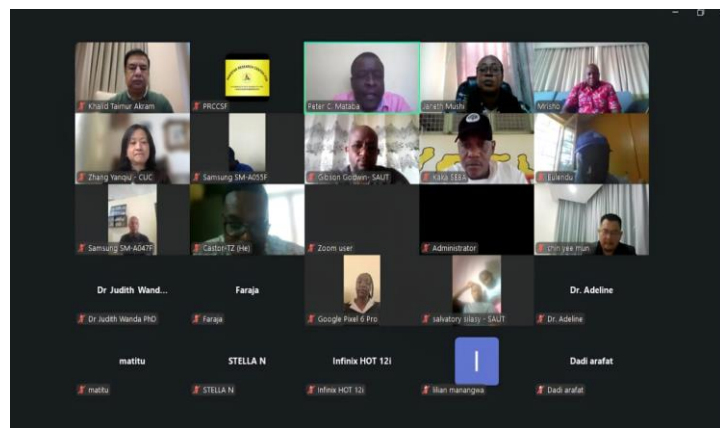 Khalid Taimur Akram
PRCCSF
Peter C. Mataba
Janath Mushi
Mrisho
Zhang Yanqiu - CUC
Samsung SM-A055F
Gibson Godwin- SAUT
KAKA SEBA
Bulendu
Samsung SM-A047F
Castor-TZ (He)
Zoom user
Administrator
chin yee mun
Dr Judith Wand...
Faraja
Dr. Adeline
Dr Judith Wanda PhD
Faraja
Google Pixel 6 Pro
salvatory silasy - SAUT
Dr. Adeline
matitu
STELLA N
Infinix HOT 12i
I
Dadi arafat
matitu
STELLA N
Infinix HOT 12i
lilian manangwa
Dadi arafat